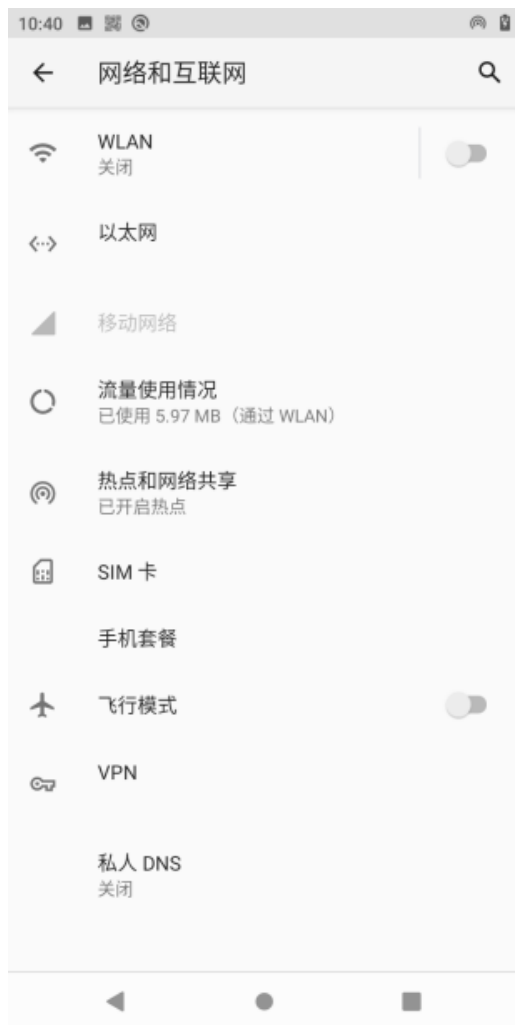 10:40
网络和互联网
WLAN
关闭
以太网
移动网络
流量使用情况
已使用 5.97 MB（通过 WLAN）
热点和网络共享
已开启热点
SIM 卡
手机套餐
飞行模式
VPN
私人 DNS
关闭